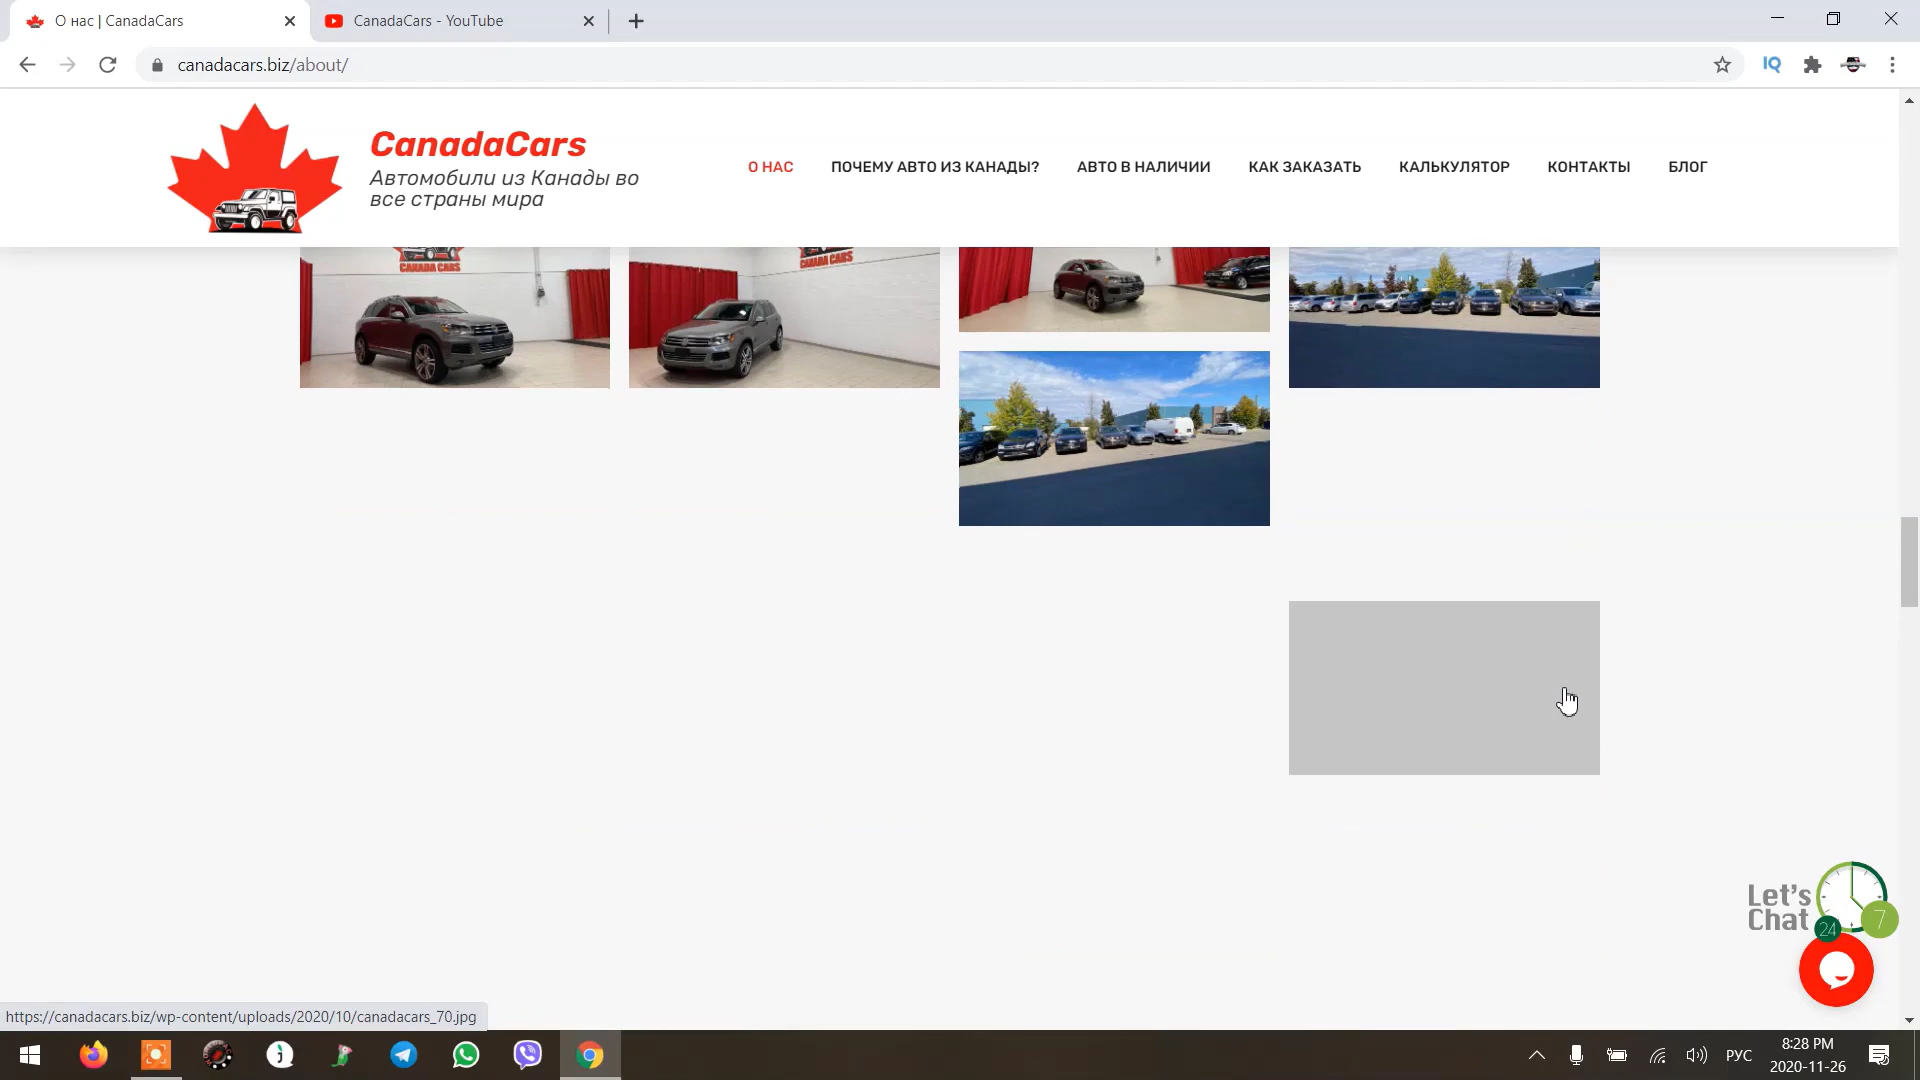 О нас | CanadaCars
CanadaCars - YouTube
canadacars.biz/about/
IQ
CanadaCars
Автомобили из Канады во
все страны мира
О НАС
ПОЧЕМУ АВТО ИЗ КАНАДЫ?
АВТО В НАЛИЧИИ
КАК ЗАКАЗАТЬ
КАЛЬКУЛЯТОР
КОНТАКТЫ
БЛОГ
CANADA CARS
CANADA CARS
Let's
Chat
24
7
https://canadacars.biz/wp-content/uploads/2020/10/canadacars_70.jpg
РУС
8:28 PM
2020-11-26